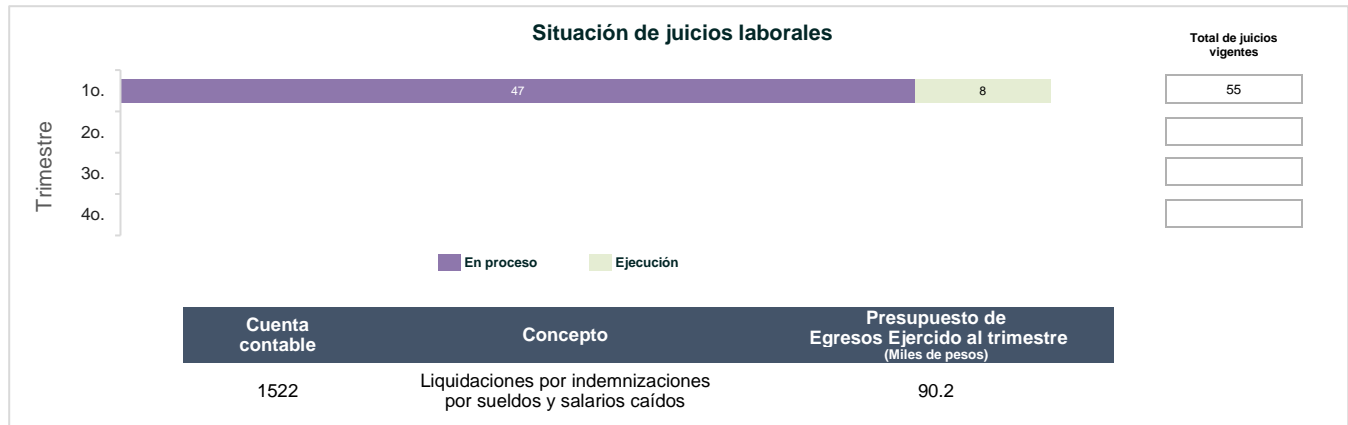 Situación de juicios laborales
Total de juicios
vigentes
Trimestre
1o.
47
8
55
2o.
3o.
4o.
En proceso
Ejecución
Cuenta
contable
Concepto
Presupuesto de
Egresos Ejercido al trimestre
(Miles de pesos)
1522
Liquidaciones por indemnizaciones
por sueldos y salarios caídos
90.2